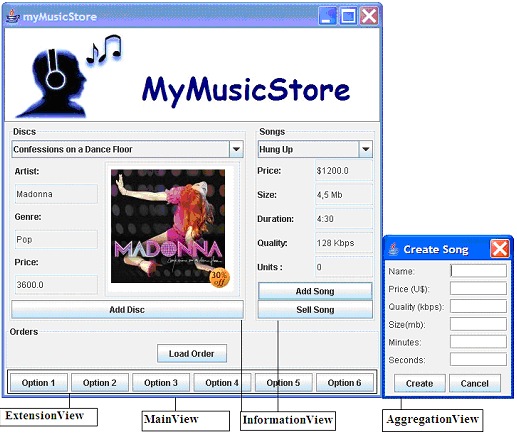 myMusicStore
MyMusicStore
Discs
Confessions on a Dance Floor
Artist:
Madonna
Genre:
Pop
Price:
3600.0
MADONNA
30%
off
Add Disc
Songs
Hung Up
Price: $1200.0
Size: 4,5 Mb
Duration: 4:30
Quality: 128 Kbps
Units : 0
Add Song
Sell Song
Orders
Load Order
Option 1 Option 2 Option 3 Option 4 Option 5 Option 6
Create Song
Name:
Price (U$):
Quality (kbps):
Size(mb):
Minutes:
Seconds:
Create Cancel
ExtensionView MainView InformationView AggregationView